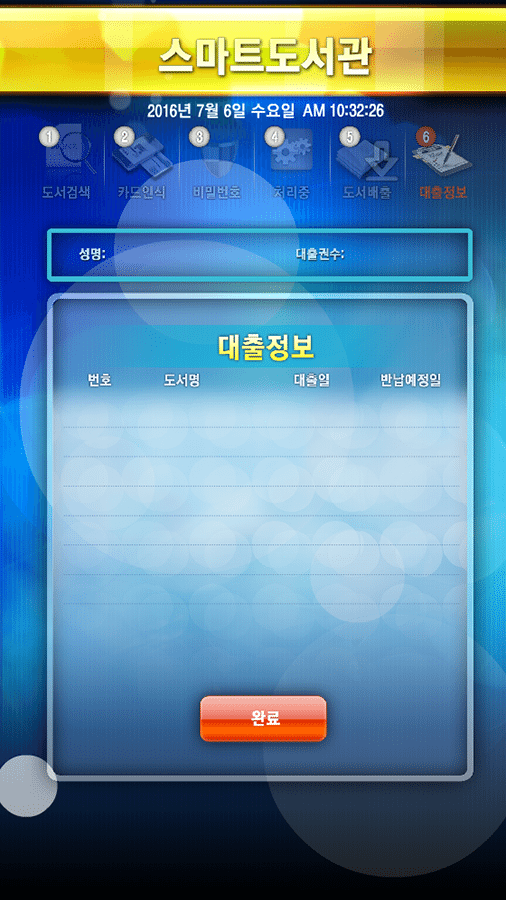 스마트도서관
2016년 7월 6일 수요일 AM 10:32:26
1 2 3 4 5 6
도서검색 카드인식 비밀번호 처리중 도서배출 대출정보
성명: 대출권수:
대출정보
번호 도서명 대출일 반납예정일
완료